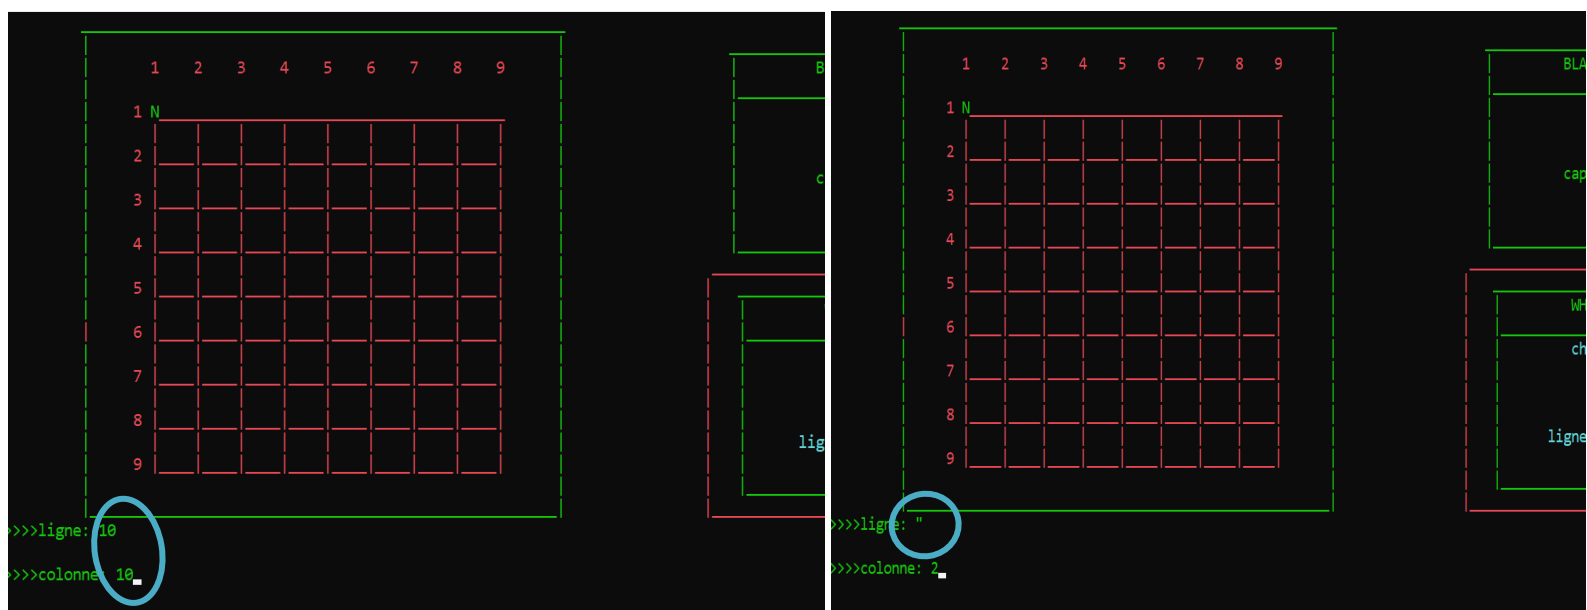 1 2 3 4 5 6 7 8 9
B
1 N
2
3
c
4
5
6
7
8
lig
9
>>>>ligne: 10
>>>>colonne: 10
1 2 3 4 5 6 7 8 9
BLA
1 N
2
cap
3
4
5
6
WH
ch
7
8
ligne
9
>>>>ligne: "
>>>>colonne: 2